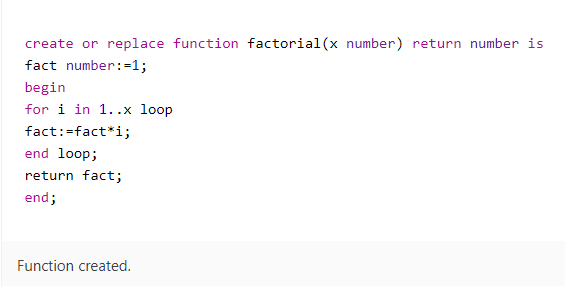 create or replace function factorial(x number) return number is
fact number:=1;
begin
for i in 1..x loop
fact:=fact*i;
end loop;
return fact;
end;
Function created.